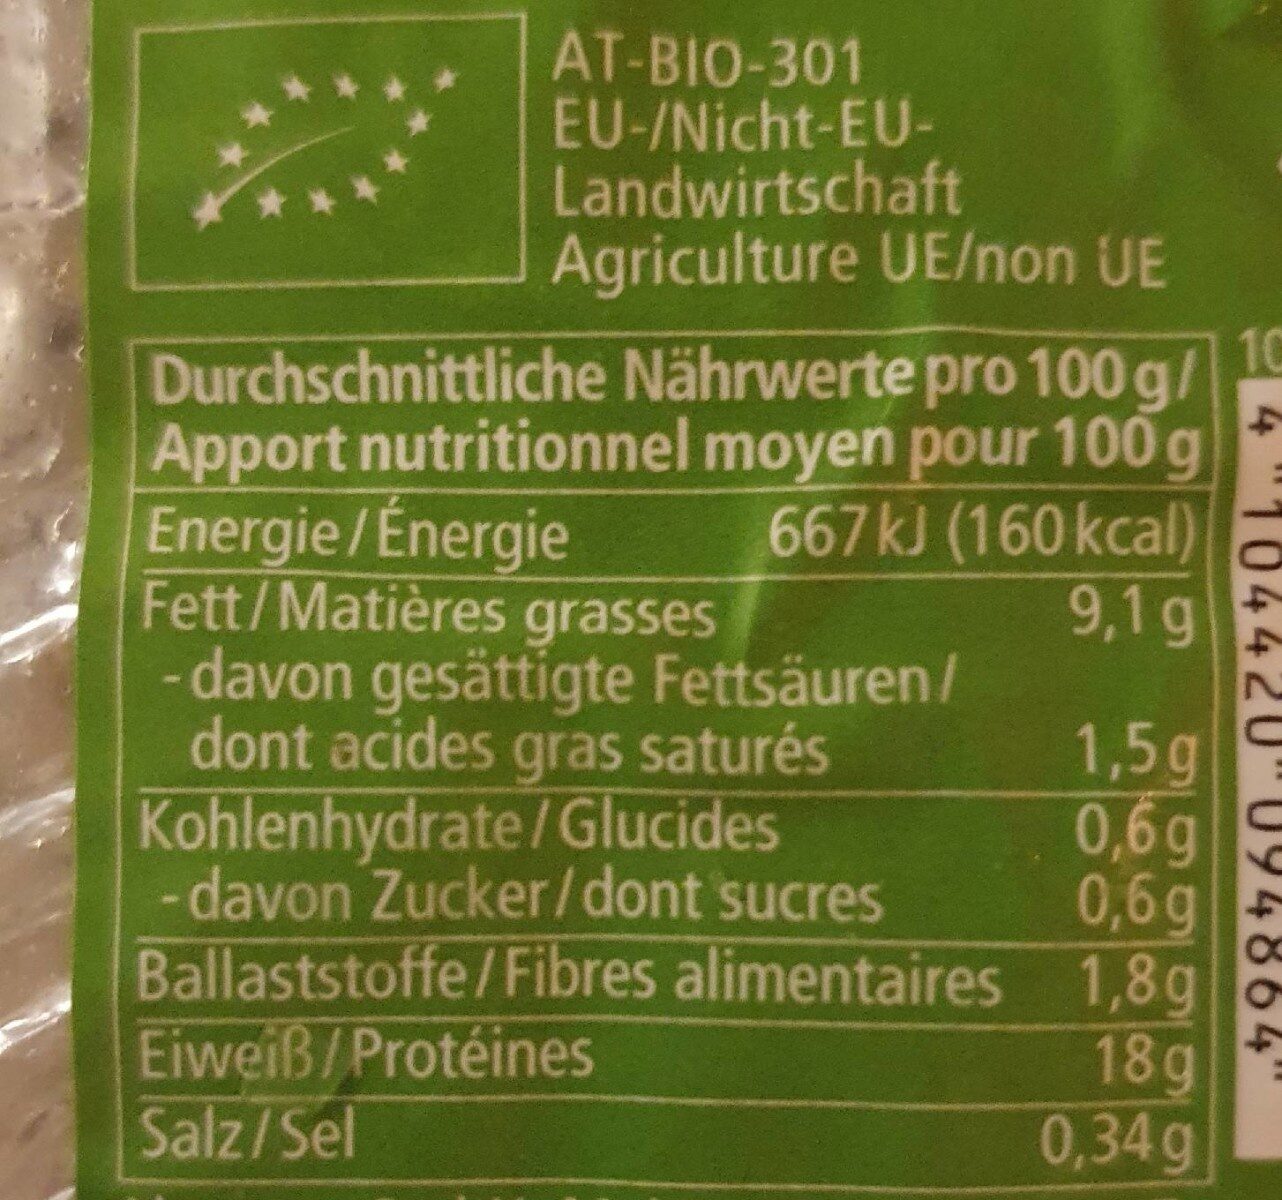 AT-BIO-301
EU-/Nicht-EU-
Landwirtschaft
Agriculture UE/non UE
Durchschnittliche Nährwerte pro 100 g/
Apport nutritionnel moyen pour 100 g
Energie/Énergie 667 kJ (160 kcal)
Fett/Matières grasses 9,1 g
- davon gesättigte Fettsäuren/
dont acides gras saturés 1,5 g
Kohlenhydrate/Glucides 0,6 g
- davon Zucker/dont sucres 0,6 g
Ballaststoffe/Fibres alimentaires 1,8 g
Eiweiß/Protéines 18 g
Salz/Sel 0,34 g
10
4 104420 094864